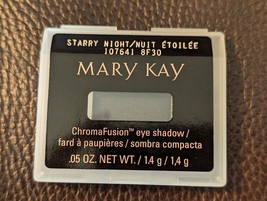 STARRY NIGHT/NUIT ÉTOILÉE
107641 8F30
MARY KAY
ChromaFusion™ eye shadow/
fard à paupières / sombra compacta
.05 OZ. NET WT. / 1.4 g / 1,4 g